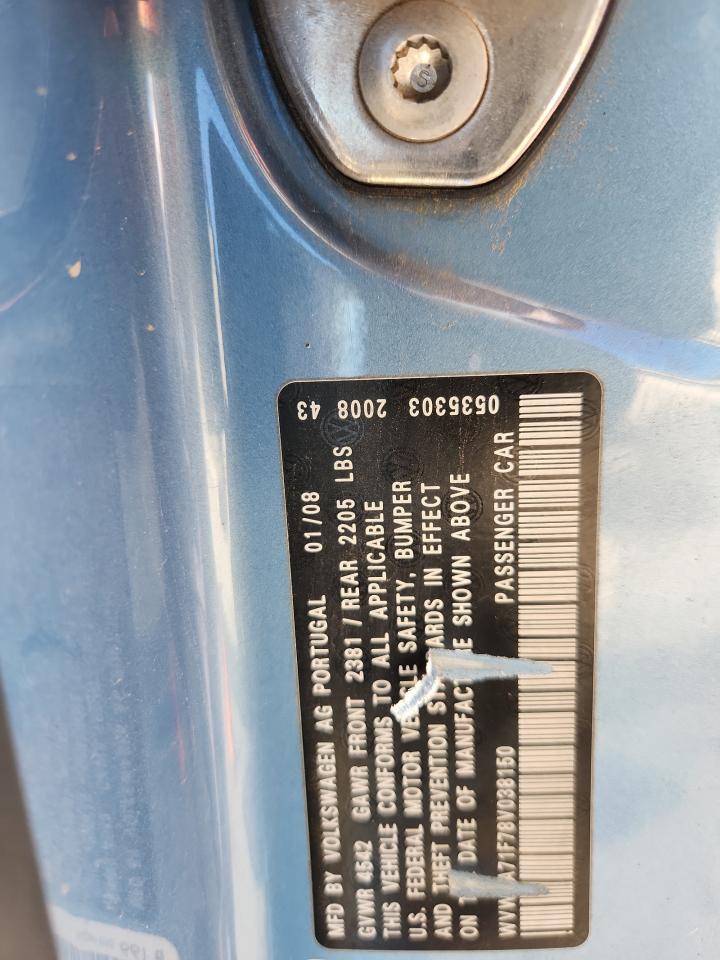 MFD BY VOLKSWAGEN AG PORTUGAL 01/08
GVWR 4542 GAWR FRONT 2381 / REAR 2205 LBS
THIS VEHICLE CONFORMS TO ALL APPLICABLE
U.S. FEDERAL MOTOR SAFETY, BUMPER
AND THEFT PREVENTION IN EFFECT
ON DATE OF SHOWN ABOVE
PASSENGER CAR
43
2008
0535303